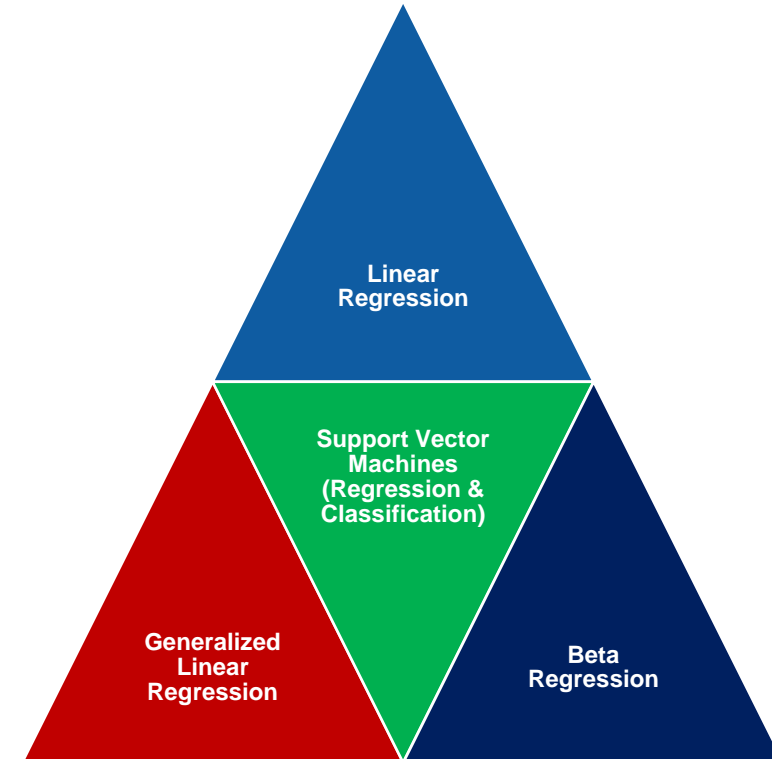 Linear
Regression
Support Vector
Machines
(Regression &
Classification)
Generalized
Linear
Regression
Beta
Regression